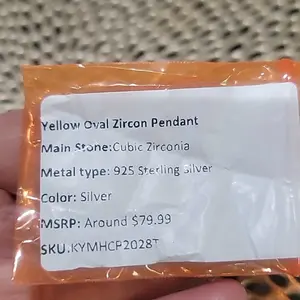 Yellow Oval Zircon Pendant
Main Stone:Cubic Zirconia
Metal type: 925 Sterling Silver
Color: Silver
MSRP: Around $79.99
SKU:KYMHCP2028T